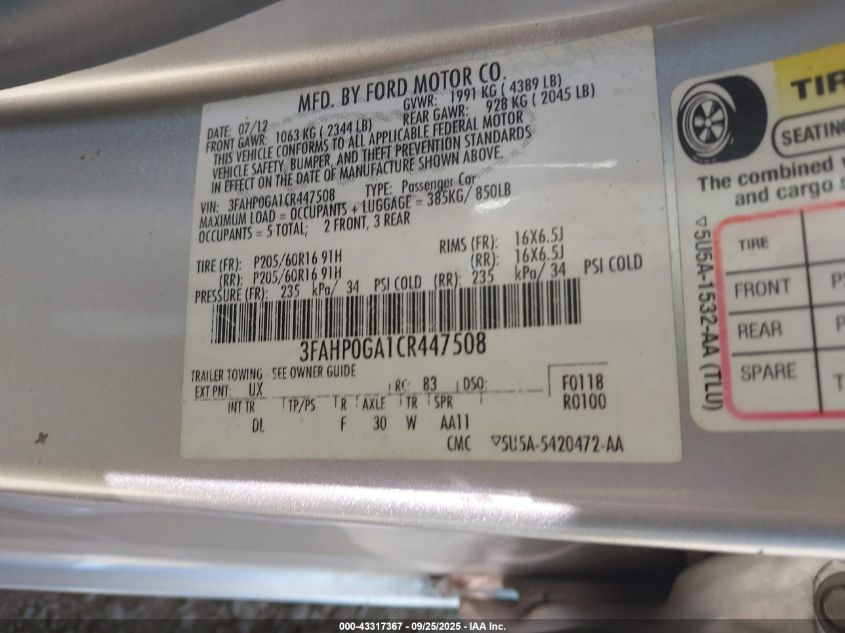 MFD. BY FORD MOTOR CO.
DATE: 07/12 GVWR: 1991 KG ( 4389 LB)
FRONT GAWR: 1063 KG ( 2344 LB) REAR GAWR: 928 KG ( 2045 LB)
THIS VEHICLE CONFORMS TO ALL APPLICABLE FEDERAL MOTOR
VEHICLE SAFETY, BUMPER, AND THEFT PREVENTION STANDARDS
IN EFFECT ON THE DATE OF MANUFACTURE SHOWN ABOVE.
VIN: 3FAHP0GA1CR447508 TYPE: Passenger Car
MAXIMUM LOAD = OCCUPANTS + LUGGAGE = 385KG/ 850LB
OCCUPANTS = 5 TOTAL; 2 FRONT, 3 REAR
TIRE (FR): P205/60R16 91H RIMS (FR): 16X6.5J
(RR): P205/60R16 91H (RR): 16X6.5J
PRESSURE (FR): 235 kPa/ 34 PSI COLD (RR): 235 kPa/ 34 PSI COLD
3FAHP0GA1CR447508
TRAILER TOWING - SEE OWNER GUIDE
EXT PNT: UX RC: 83 DSO: F0118
INT TR TP/PS R AXLE TR SPR R0100
DL F 30 W AA11
CMC ▽5U5A-5420472-AA
TIR
SEATING
The combined
and cargo
TIRE
FRONT P
REAR P
SPARE T
▽5U5A-1532-AA (TLU)
000-43317367 - 09/25/2025 - IAA Inc.